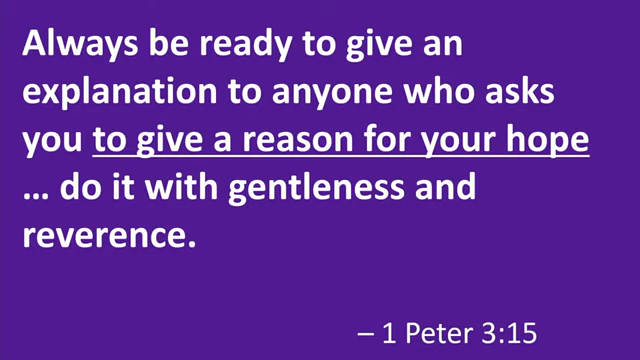 Always be ready to give an
explanation to anyone who asks
you to give a reason for your hope
… do it with gentleness and
reverence.
– 1 Peter 3:15